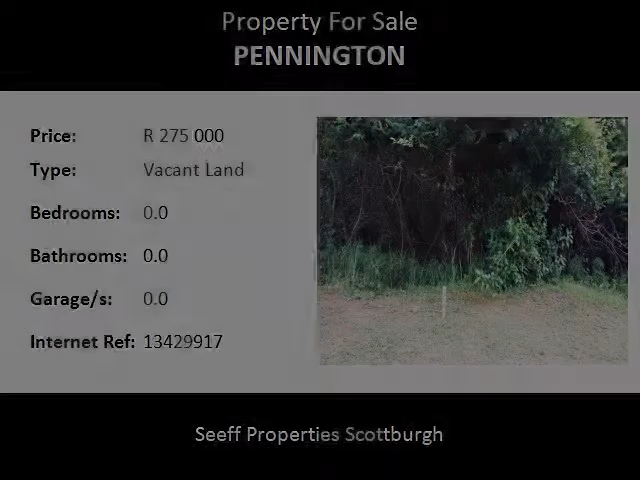 Property For Sale
PENNINGTON
Price: R 275 000
Type: Vacant Land
Bedrooms: 0.0
Bathrooms: 0.0
Garage/s: 0.0
Internet Ref: 13429917
Seeff Properties Scottburgh